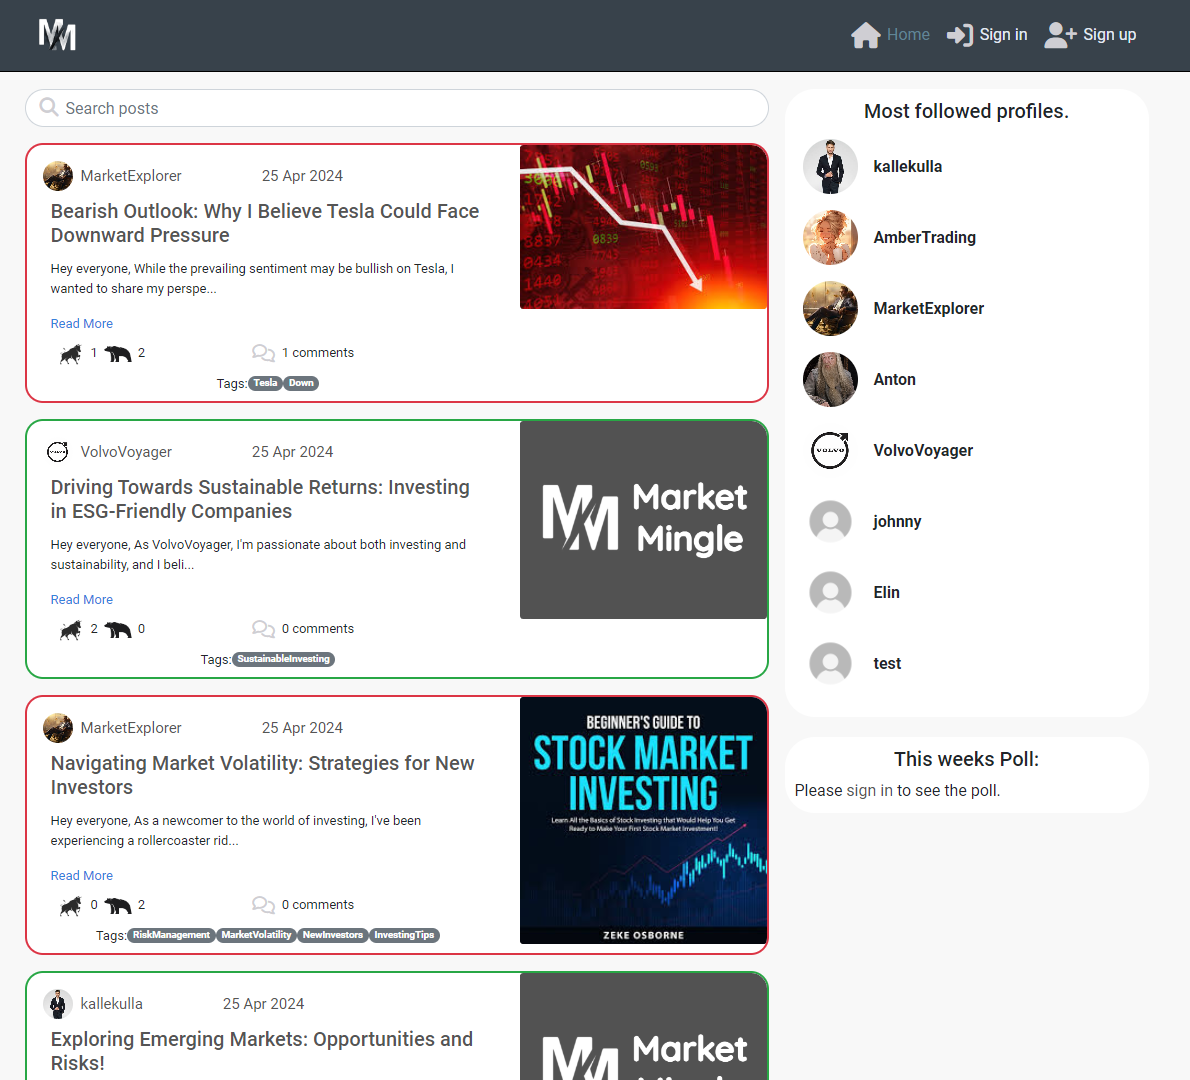 MM
Home
Sign in
Sign up
Search posts
MarketExplorer
25 Apr 2024
Bearish Outlook: Why I Believe Tesla Could Face
Downward Pressure
Hey everyone, While the prevailing sentiment may be bullish on Tesla, I
wanted to share my perspe...
Read More
1
2
1 comments
Tags:
Tesla
Down
0839
8837
0434
1440
VolvoVoyager
25 Apr 2024
Driving Towards Sustainable Returns: Investing
in ESG-Friendly Companies
Hey everyone, As VolvoVoyager, I'm passionate about both investing and
sustainability, and I beli...
Read More
2
0
0 comments
Tags:
SustainableInvesting
MM
Market
Mingle
MarketExplorer
25 Apr 2024
Navigating Market Volatility: Strategies for New
Investors
Hey everyone, As a newcomer to the world of investing, I've been
experiencing a rollercoaster rid...
Read More
0
2
0 comments
Tags:
RiskManagement
MarketVolatility
NewInvestors
InvestingTips
BEGINNER'S GUIDE TO
STOCK MARKET
INVESTING
Learn All the Basics of Stock Investing that Would Help You Get
Ready to Make Your First Stock Market Investment!
ZEKE OSBORNE
kallekulla
25 Apr 2024
Exploring Emerging Markets: Opportunities and
Risks!
MM
Market
Most followed profiles.
kallekulla
AmberTrading
MarketExplorer
Anton
VOLVO
VolvoVoyager
johnny
Elin
test
This weeks Poll:
Please sign in to see the poll.